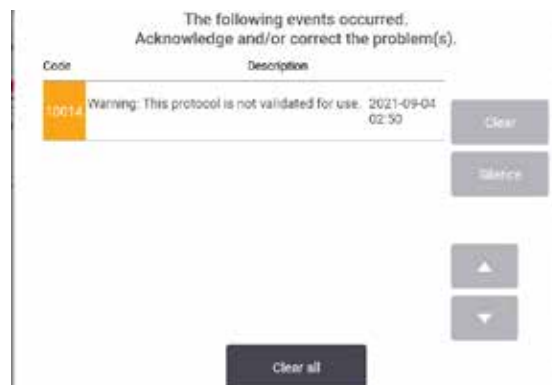 The following events occurred.
Acknowledge and/or correct the problem(s).
Code Description
10014 Warning: This protocol is not validated for use. 2021-09-04
02:50
Clear
Silence
Clear all